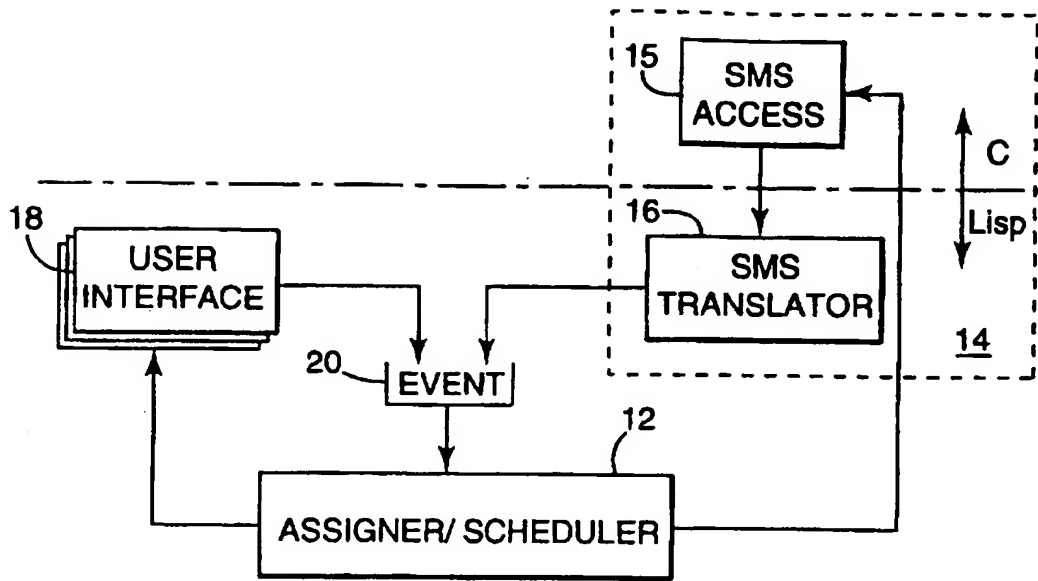 15
SMS
ACCESS
C
Lisp
18
USER
INTERFACE
16
SMS
TRANSLATOR
14
20
EVENT
12
ASSIGNER/ SCHEDULER